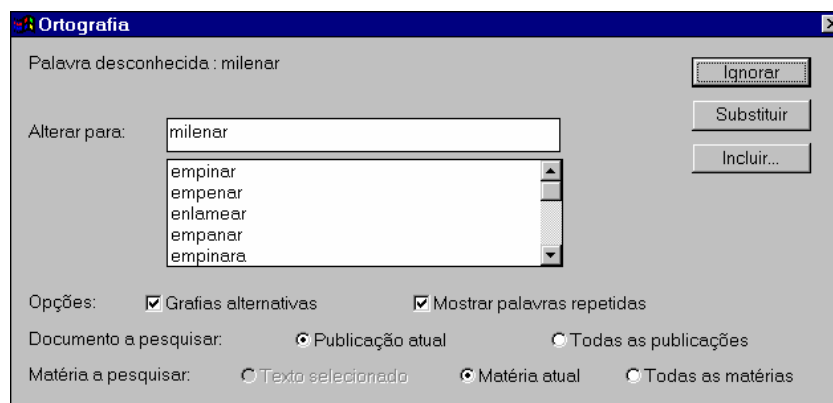 Ortografia
Palavra desconhecida : milenar
Ignorar
Substituir
Alterar para: milenar
Incluir...
empinar
empenar
enlamear
empanar
empinara
Opções: Grafias alternativas Mostrar palavras repetidas
Documento a pesquisar: Publicação atual Todas as publicações
Matéria a pesquisar: Texto selecionado Matéria atual Todas as matérias